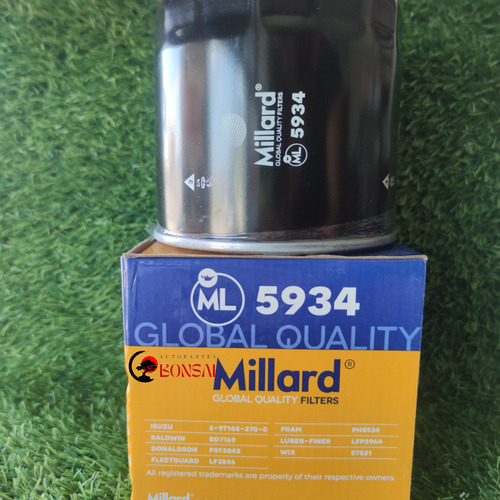 Millard®
GLOBAL QUALITY FILTERS
ML 5934
ML 5934
GLOBAL QUALITY
AUTOPARTES
BONSAI
Millard®
GLOBAL QUALITY FILTERS
ISUZU 8-97148-270-0 FRAM PH5924
BALDWIN BD7169 LUBER-FINER LFP5964
DONALDSON P5F2042 WIX 57521
FLEETGUARD LF3554
All registered trademarks are property of their respective owners.
Millard